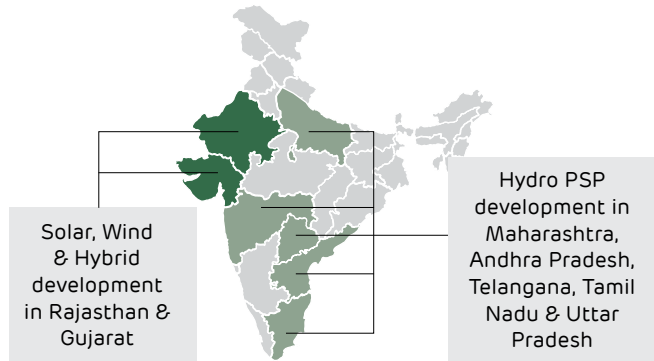 Solar, Wind
& Hybrid
development
in Rajasthan &
Gujarat
Hydro PSP
development in
Maharashtra,
Andhra Pradesh,
Telangana, Tamil
Nadu & Uttar
Pradesh